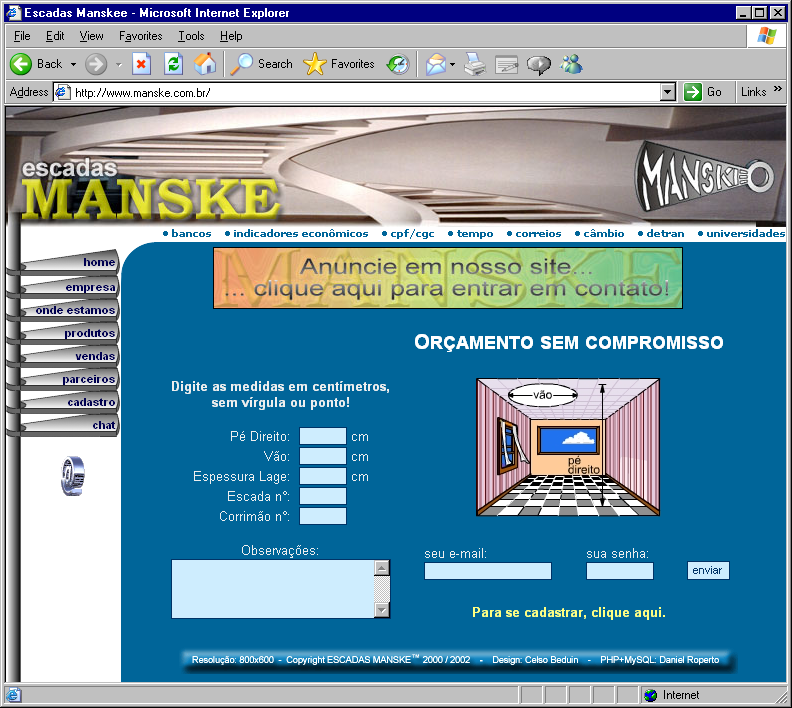 Escadas Manskee - Microsoft Internet Explorer
File Edit View Favorites Tools Help
Back Search Favorites
Address http://www.manske.com.br/ Go Links »
escadas
MANSKE
MANSKE
• bancos • indicadores econômicos • cpf/cgc • tempo • correios • câmbio • detran • universidades
home
empresa
onde estamos
produtos
vendas
parceiros
cadastro
chat
MANSKE
Anuncie em nosso site...
... clique aqui para entrar em contato!
ORÇAMENTO SEM COMPROMISSO
Digite as medidas em centímetros,
sem vírgula ou ponto!
Pé Direito: cm
Vão: cm
Espessura Lage: cm
Escada n°:
Corrimão n°:
Observações:
vão
pé
direito
seu e-mail: sua senha:
enviar
Para se cadastrar, clique aqui.
Resolução: 800x600 - Copyright ESCADAS MANSKE™ 2000 / 2002 - Design: Celso Beduin - PHP+MySQL: Daniel Roperto
Internet